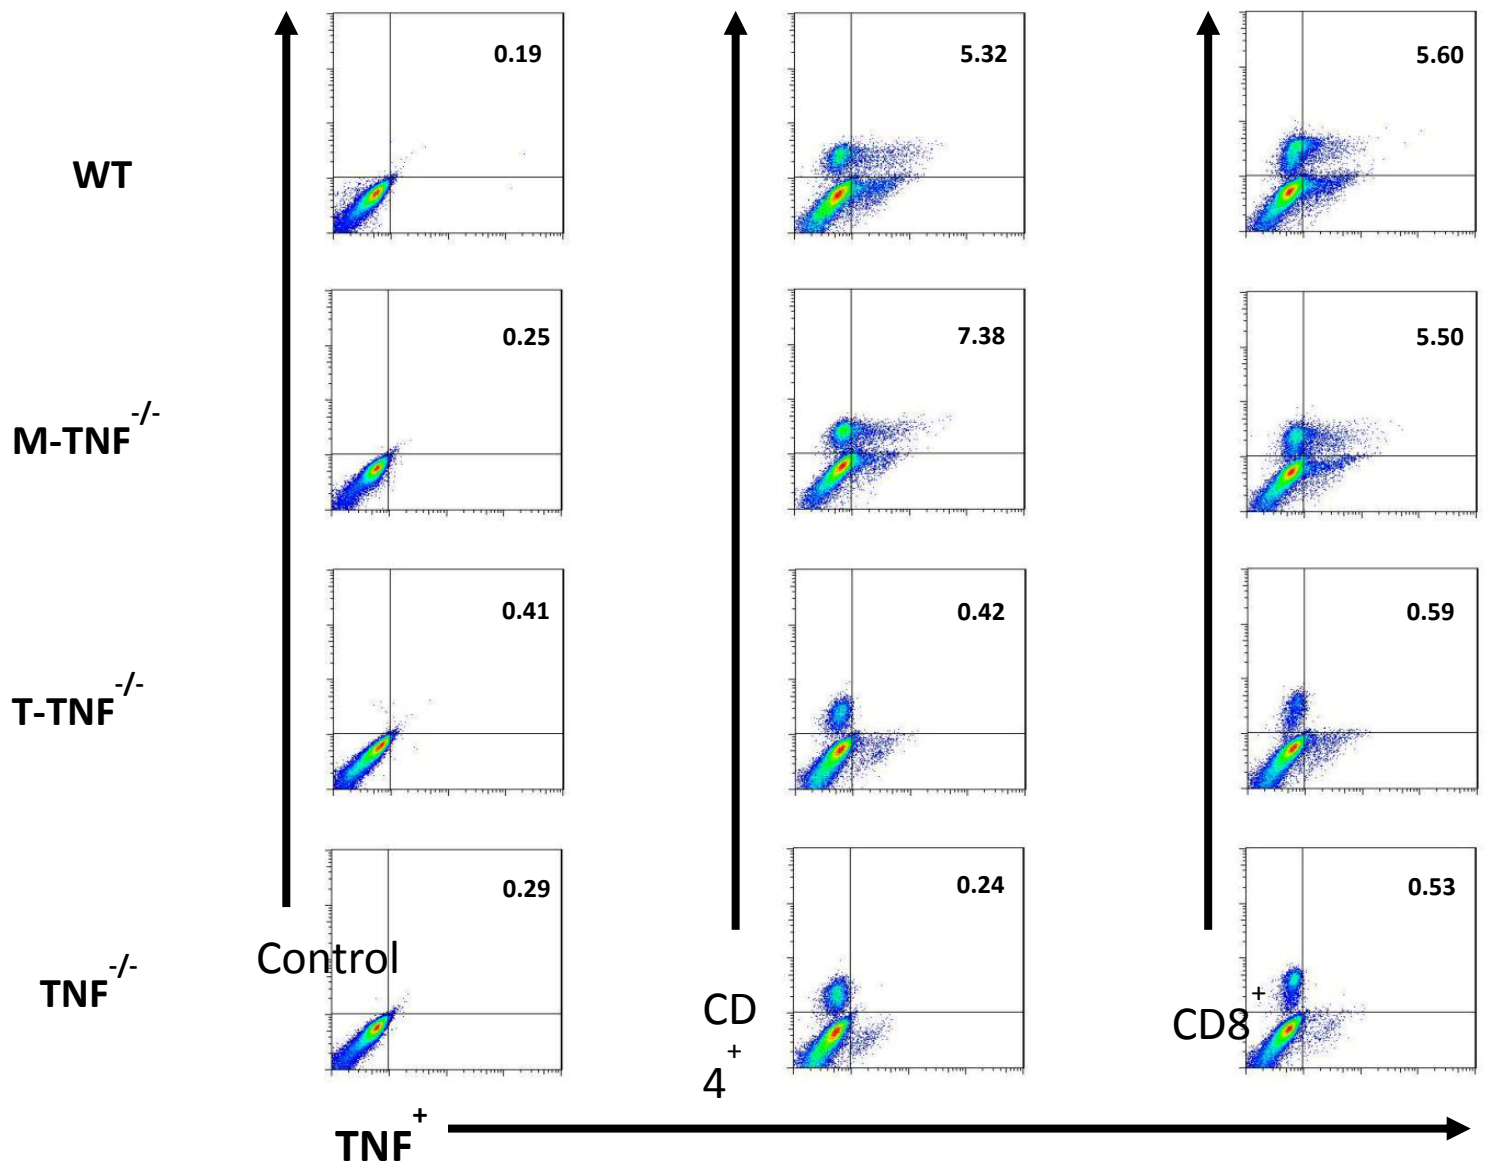 0.19
5.32
5.60
WT
0.25
7.38
5.50
M-TNF-/-
0.41
0.42
0.59
T-TNF-/-
0.29
0.24
0.53
TNF-/-
Control
CD
4+
CD8+
TNF+